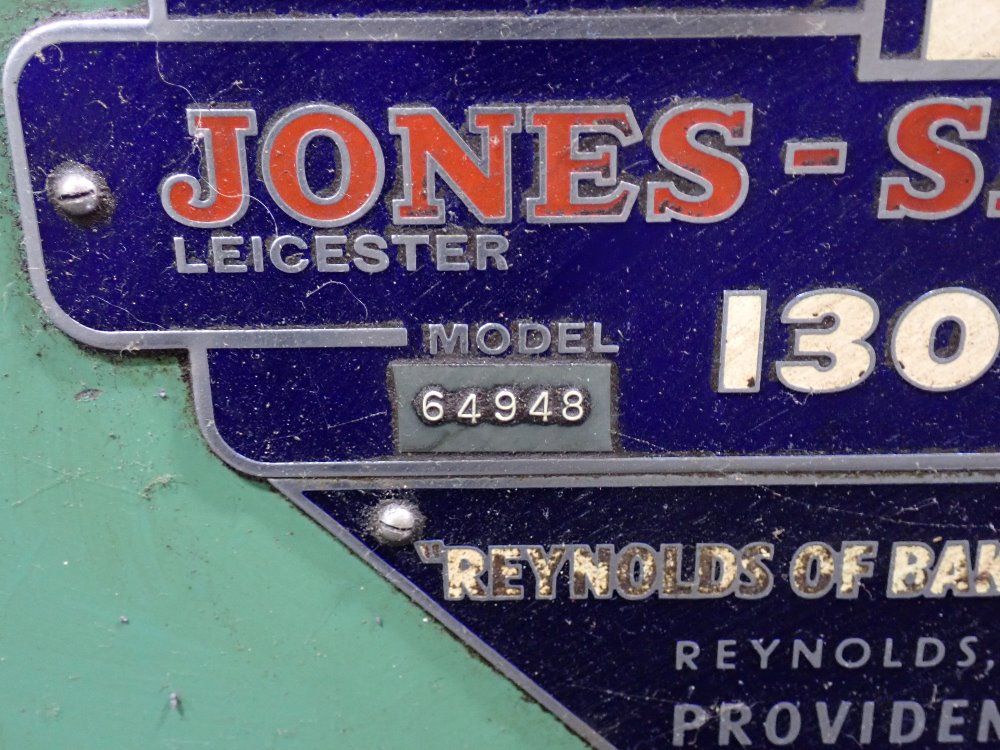 JONES - S
LEICESTER
MODEL 130
64948
"REYNOLDS OF BA
REYNOLDS,
PROVIDEN